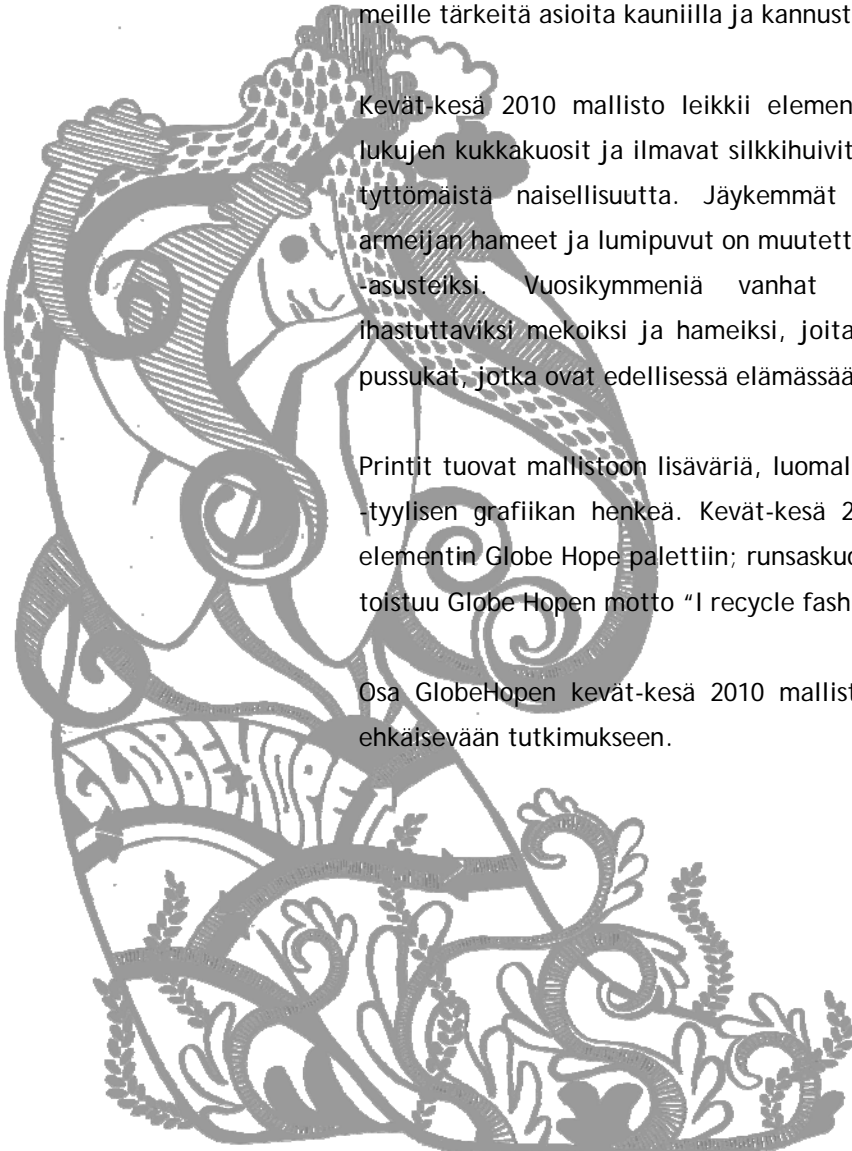 meille tärkeitä asioita kauniilla ja kannust
Kevät-kesä 2010 mallisto leikkii elemen
lukujen kukkakuosit ja ilmavat silkkihuivit
tyttömäistä naisellisuutta. Jäykemmät
armeijan hameet ja lumipuvut on muutett
-asusteiksi. Vuosikymmeniä vanhat
ihastuttaviksi mekoiksi ja hameiksi, joita
pussukat, jotka ovat edellisessä elämässää
Printit tuovat mallistoon lisäväriä, luomal
-tyylisen grafiikan henkeä. Kevät-kesä 2
elementin Globe Hope palettiin; runsaskuo
toistuu Globe Hopen motto “I recycle fash
Osa GlobeHopen kevät-kesä 2010 mallist
ehkäisevään tutkimukseen.
GLOBE★HOPE